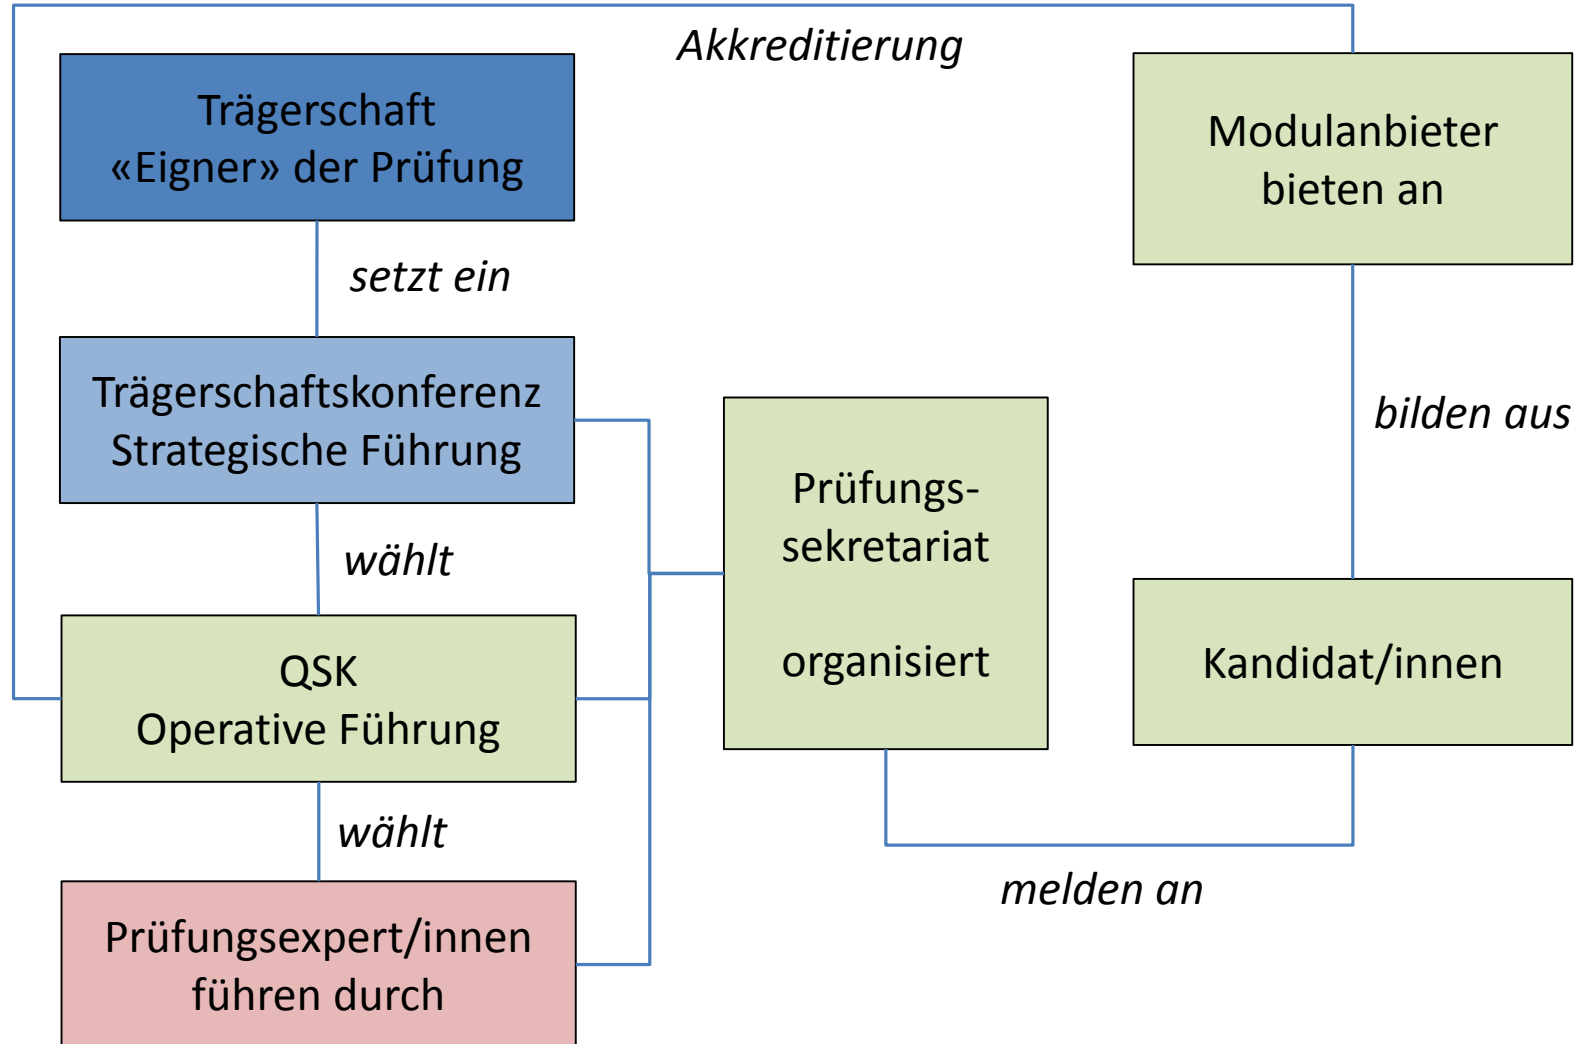 Akkreditierung
Trägerschaft
«Eigner» der Prüfung
setzt ein
Trägerschaftskonferenz
Strategische Führung
wählt
QSK
Operative Führung
wählt
Prüfungsexpert/innen
führen durch
Prüfungs-
sekretariat
organisiert
melden an
Modulanbieter
bieten an
bilden aus
Kandidat/innen